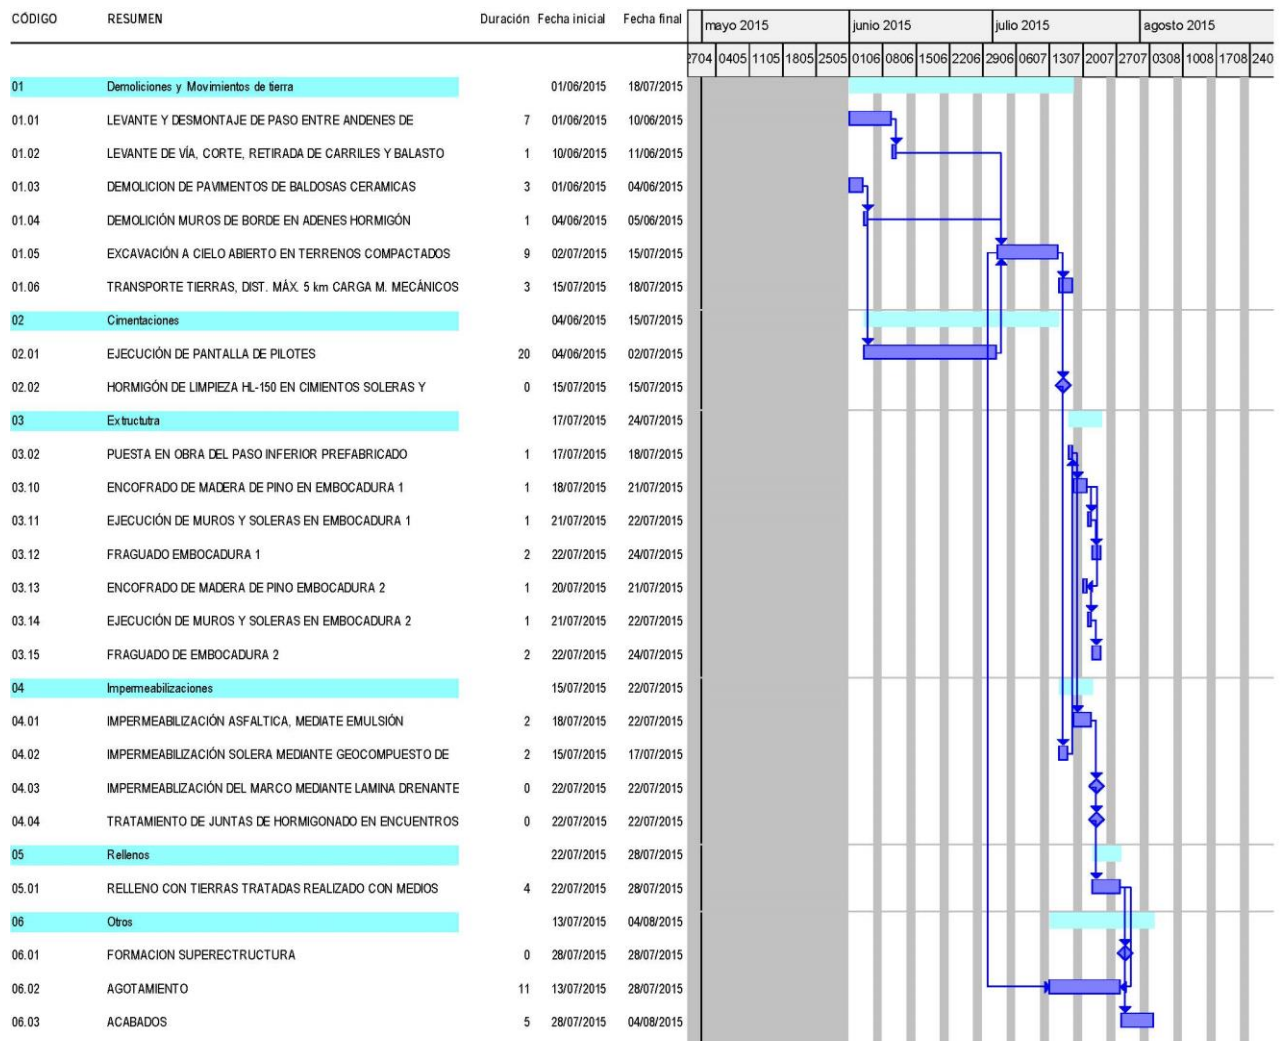 CÓDIGO RESUMEN Duración Fecha inicial Fecha final mayo 2015 junio 2015 julio 2015 agosto 2015
2704 0405 1105 1805 2505 0106 0806 1506 2206 2906 0607 1307 2007 2707 0308 1008 1708 240
01 Demoliciones y Movimientos de tierra 01/06/2015 18/07/2015
01.01 LEVANTE Y DESMONTAJE DE PASO ENTRE ANDENES DE 7 01/06/2015 10/06/2015
01.02 LEVANTE DE VÍA, CORTE, RETIRADA DE CARRILES Y BALASTO 1 10/06/2015 11/06/2015
01.03 DEMOLICION DE PAVIMENTOS DE BALDOSAS CERAMICAS 3 01/06/2015 04/06/2015
01.04 DEMOLICIÓN MUROS DE BORDE EN ADENES HORMIGÓN 1 04/06/2015 05/06/2015
01.05 EXCAVACIÓN A CIELO ABIERTO EN TERRENOS COMPACTADOS 9 02/07/2015 15/07/2015
01.06 TRANSPORTE TIERRAS, DIST. MÁX. 5 km CARGA M. MECÁNICOS 3 15/07/2015 18/07/2015
02 Cimentaciones 04/06/2015 15/07/2015
02.01 EJECUCIÓN DE PANTALLA DE PILOTES 20 04/06/2015 02/07/2015
02.02 HORMIGÓN DE LIMPIEZA HL-150 EN CIMIENTOS SOLERAS Y 0 15/07/2015 15/07/2015
03 Extructutra 17/07/2015 24/07/2015
03.02 PUESTA EN OBRA DEL PASO INFERIOR PREFABRICADO 1 17/07/2015 18/07/2015
03.10 ENCOFRADO DE MADERA DE PINO EN EMBOCADURA 1 1 18/07/2015 21/07/2015
03.11 EJECUCIÓN DE MUROS Y SOLERAS EN EMBOCADURA 1 1 21/07/2015 22/07/2015
03.12 FRAGUADO EMBOCADURA 1 2 22/07/2015 24/07/2015
03.13 ENCOFRADO DE MADERA DE PINO EMBOCADURA 2 1 20/07/2015 21/07/2015
03.14 EJECUCIÓN DE MUROS Y SOLERAS EN EMBOCADURA 2 1 21/07/2015 22/07/2015
03.15 FRAGUADO DE EMBOCADURA 2 2 22/07/2015 24/07/2015
04 Impermeabilizaciones 15/07/2015 22/07/2015
04.01 IMPERMEABILIZACIÓN ASFALTICA, MEDIATE EMULSIÓN 2 18/07/2015 22/07/2015
04.02 IMPERMEABILIZACIÓN SOLERA MEDIANTE GEOCOMPUESTO DE 2 15/07/2015 17/07/2015
04.03 IMPERMEABLIZACIÓN DEL MARCO MEDIANTE LAMINA DRENANTE 0 22/07/2015 22/07/2015
04.04 TRATAMIENTO DE JUNTAS DE HORMIGONADO EN ENCUENTROS 0 22/07/2015 22/07/2015
05 Rellenos 22/07/2015 28/07/2015
05.01 RELLENO CON TIERRAS TRATADAS REALIZADO CON MEDIOS 4 22/07/2015 28/07/2015
06 Otros 13/07/2015 04/08/2015
06.01 FORMACION SUPERECTRUCTURA 0 28/07/2015 28/07/2015
06.02 AGOTAMIENTO 11 13/07/2015 28/07/2015
06.03 ACABADOS 5 28/07/2015 04/08/2015